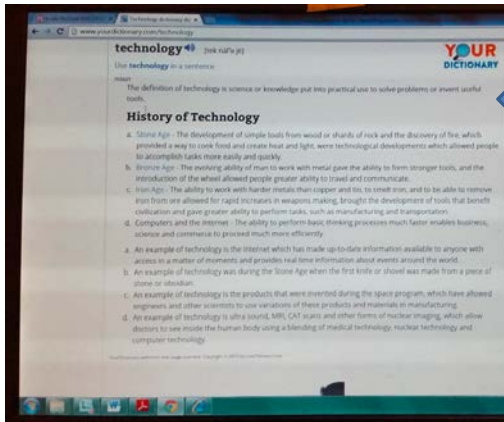 Technology dictionary de
www.yourdictionary.com/technology
technology
YOUR
DICTIONARY
Use technology in a sentence
noun
The definition of technology is science or knowledge put into practical use to solve problems or invent useful
tools.
History of Technology
a. Stone Age - The development of simple tools from wood or shards of rock and the discovery of fire, which
provided a way to cook food and create heat and light, were technological developments which allowed people
to accomplish tasks more easily and quickly.
b. Bronze Age - The evolving ability of man to work with metal gave the ability to form stronger tools, and the
introduction of the wheel allowed people greater ability to travel and communicate.
c. Iron Age - The ability to work with harder metals than copper and tin, to smelt iron, and to be able to remove
iron from ore allowed for rapid increases in weapons making, brought the development of tools that benefit
civilization and gave greater ability to perform tasks, such as manufacturing and transportation.
d. Computers and the Internet - The ability to perform basic thinking processes much faster enables business,
science and commerce to proceed much more efficiently.
a. An example of technology is the Internet which has made up-to-date information available to anyone with
access in a matter of moments and provides real time information about events around the world.
b. An example of technology was during the Stone Age when the first knife or shovel was made from a piece of
stone or obsidian.
c. An example of technology is the products that were invented during the space program, which have allowed
engineers and other scientists to use variations of these products and materials in manufacturing.
d. An example of technology is ultra sound, MRI, CAT scans and other forms of nuclear imaging, which allow
doctors to see inside the human body using a blending of medical technology, nuclear technology and
computer technology.